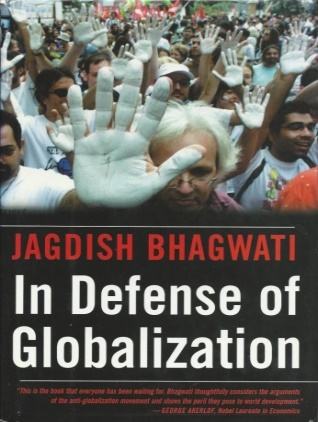 JAGDISH BHAGWATI
In Defense of
Globalization
"This is the book that everyone has been waiting for. Bhagwati thoughtfully considers the arguments
of the anti-globalization movement and shows the peril they pose to world development."
—GEORGE AKERLOF, Nobel Laureate in Economics